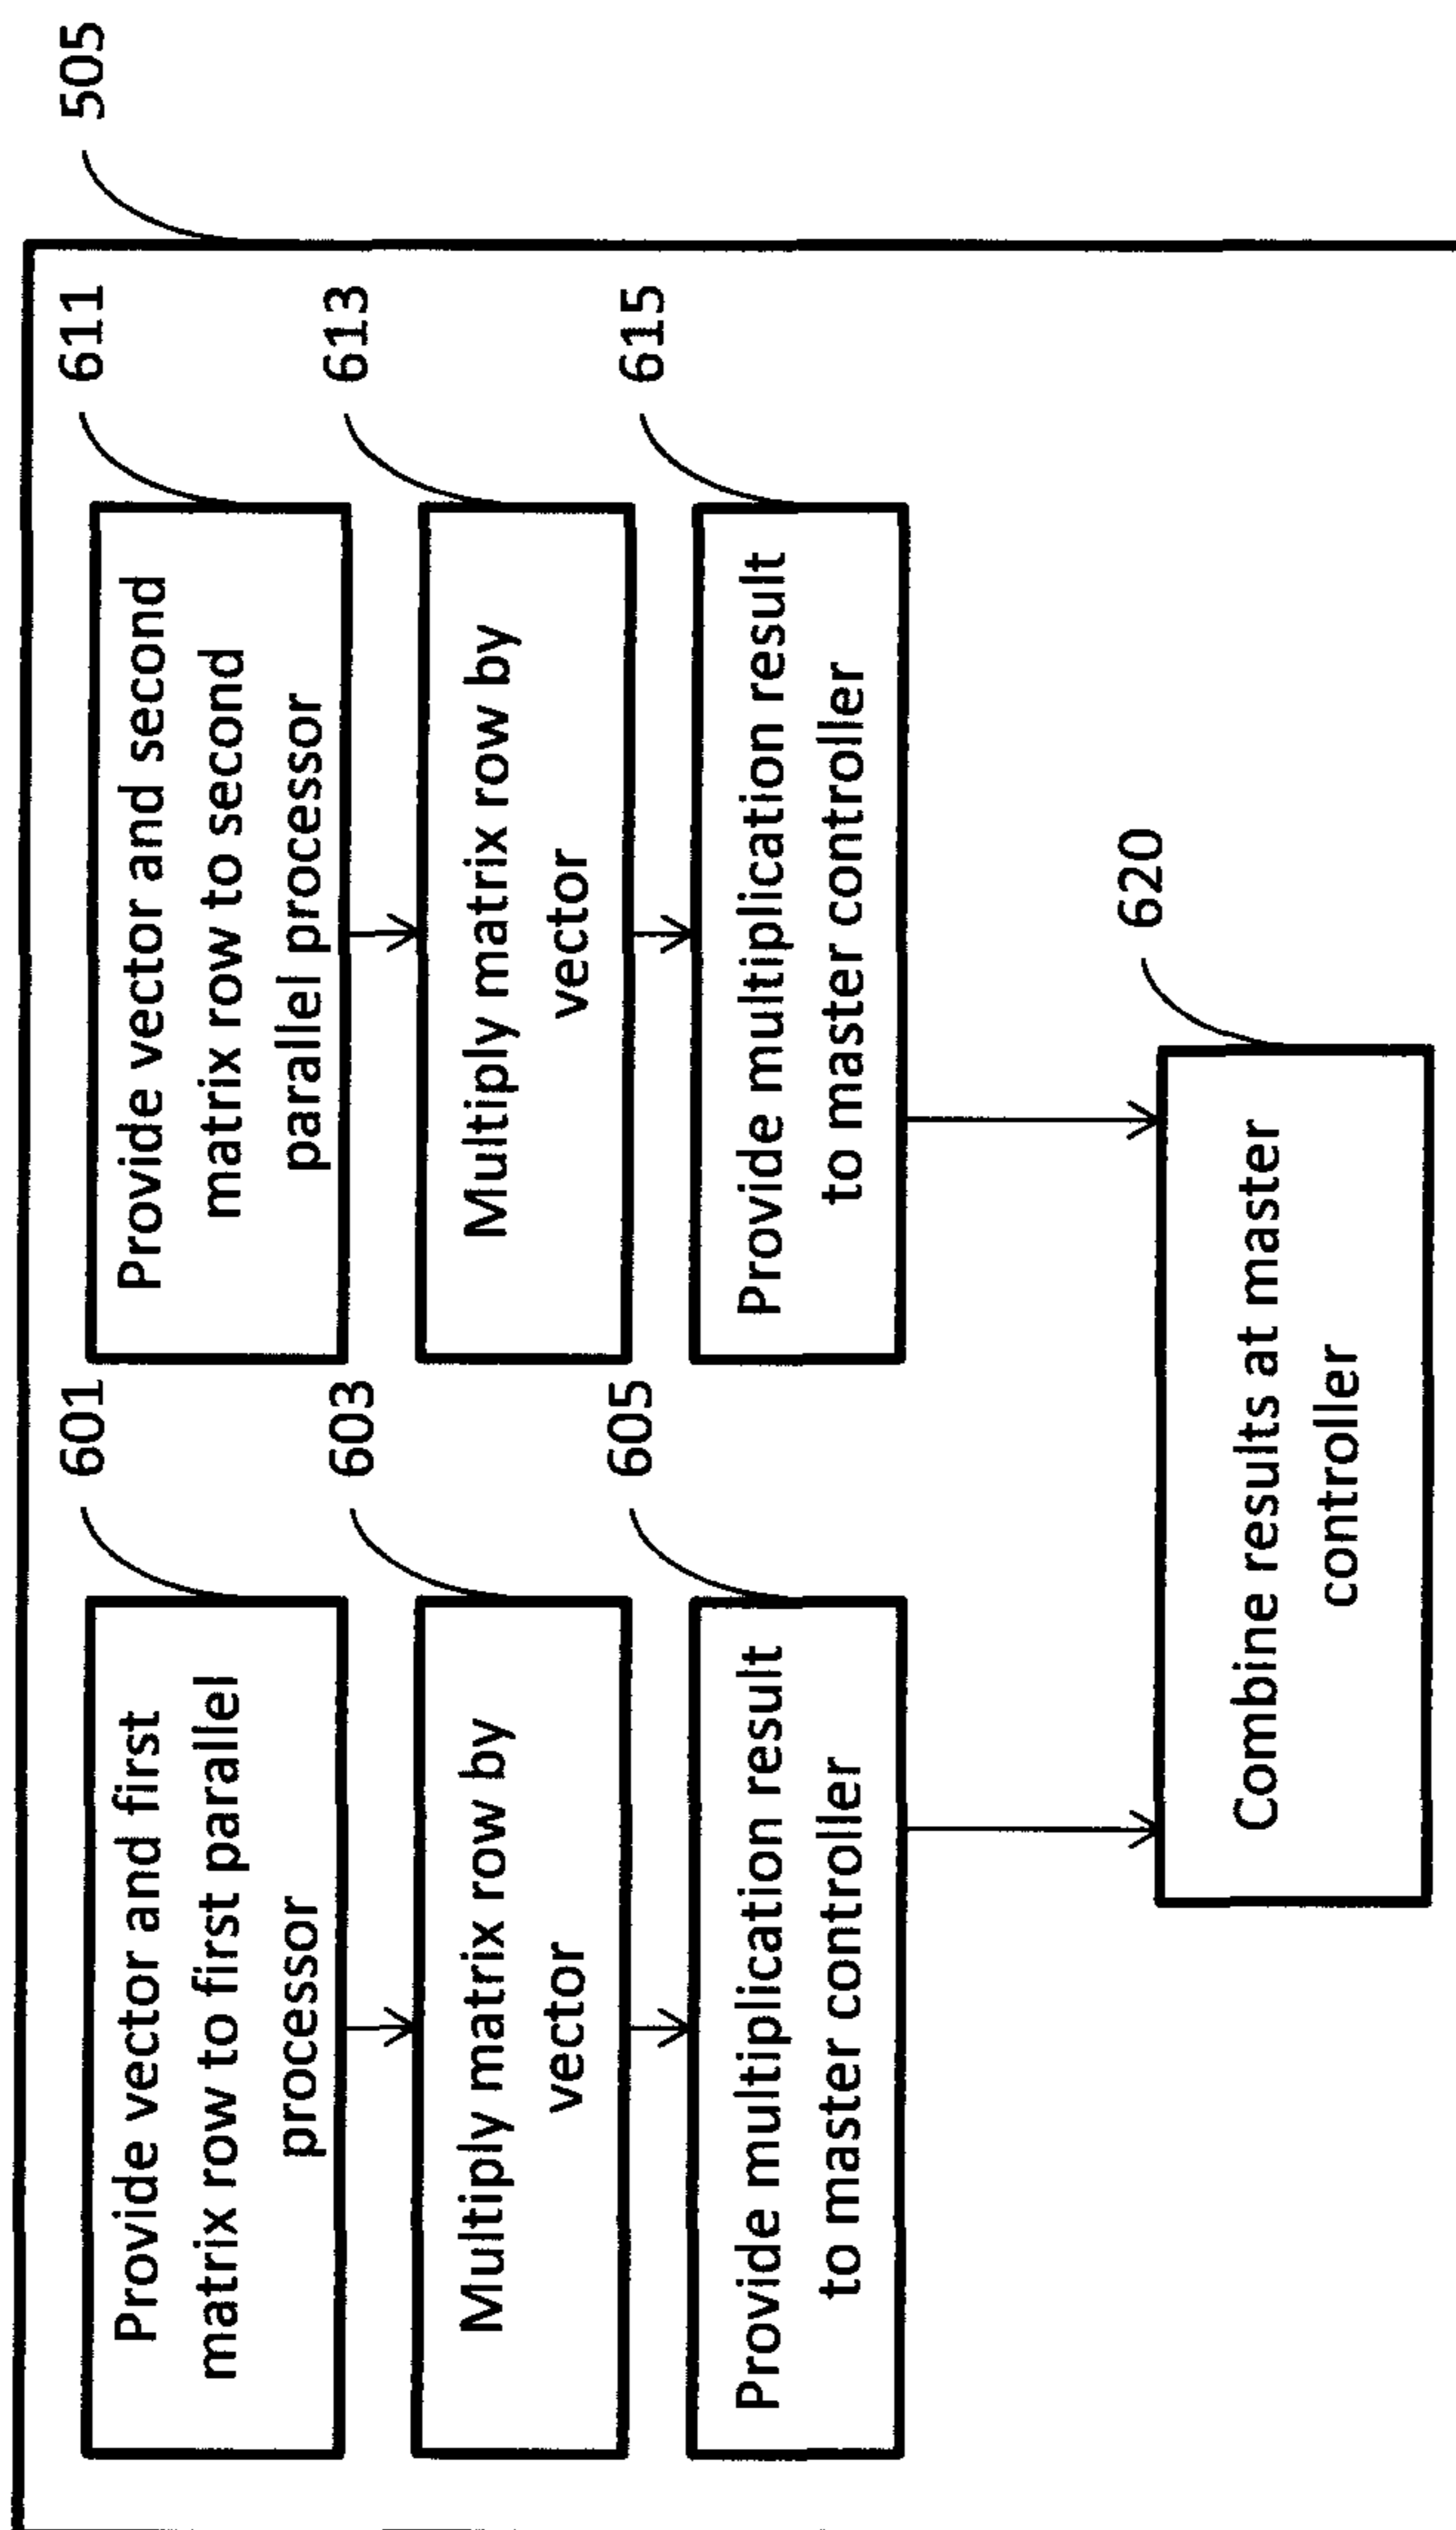 505
601
Provide vector and first
matrix row to first parallel
processor
603
Multiply matrix row by
vector
605
Provide multiplication result
to master controller
611
Provide vector and second
matrix row to second
parallel processor
613
Multiply matrix row by
vector
615
Provide multiplication result
to master controller
620
Combine results at master
controller